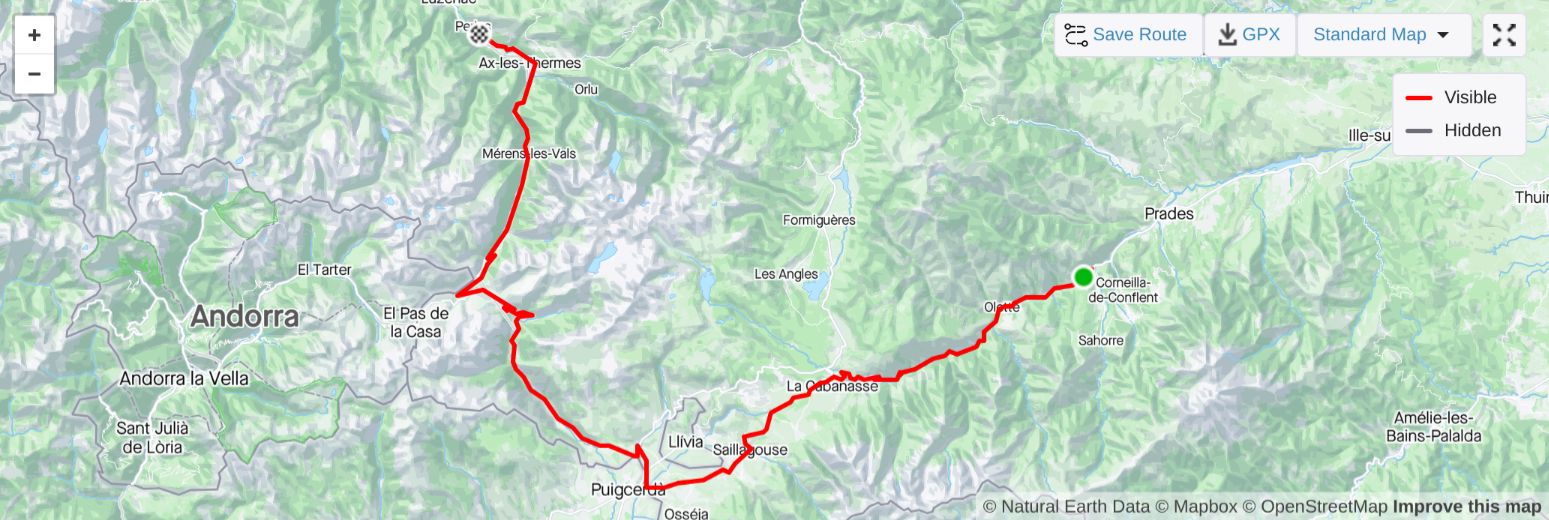 Luzenac
+
−
Save Route
GPX
Standard Map
Visible
Hidden
Ax-les-Thermes
Orlu
Mérens-les-Vals
Ille-su
Thuir
Prades
Formiguères
El Tarter
Les Angles
Andorra
El Pas de
la Casa
Corneilla-
de-Conflent
Olette
Sahorre
Andorra la Vella
La Cabanasse
Sant Julià
de Lòria
Llívia
Saillagouse
Amélie-les-
Bains-Palalda
Puigcerdà
Osséja
© Natural Earth Data © Mapbox © OpenStreetMap Improve this map